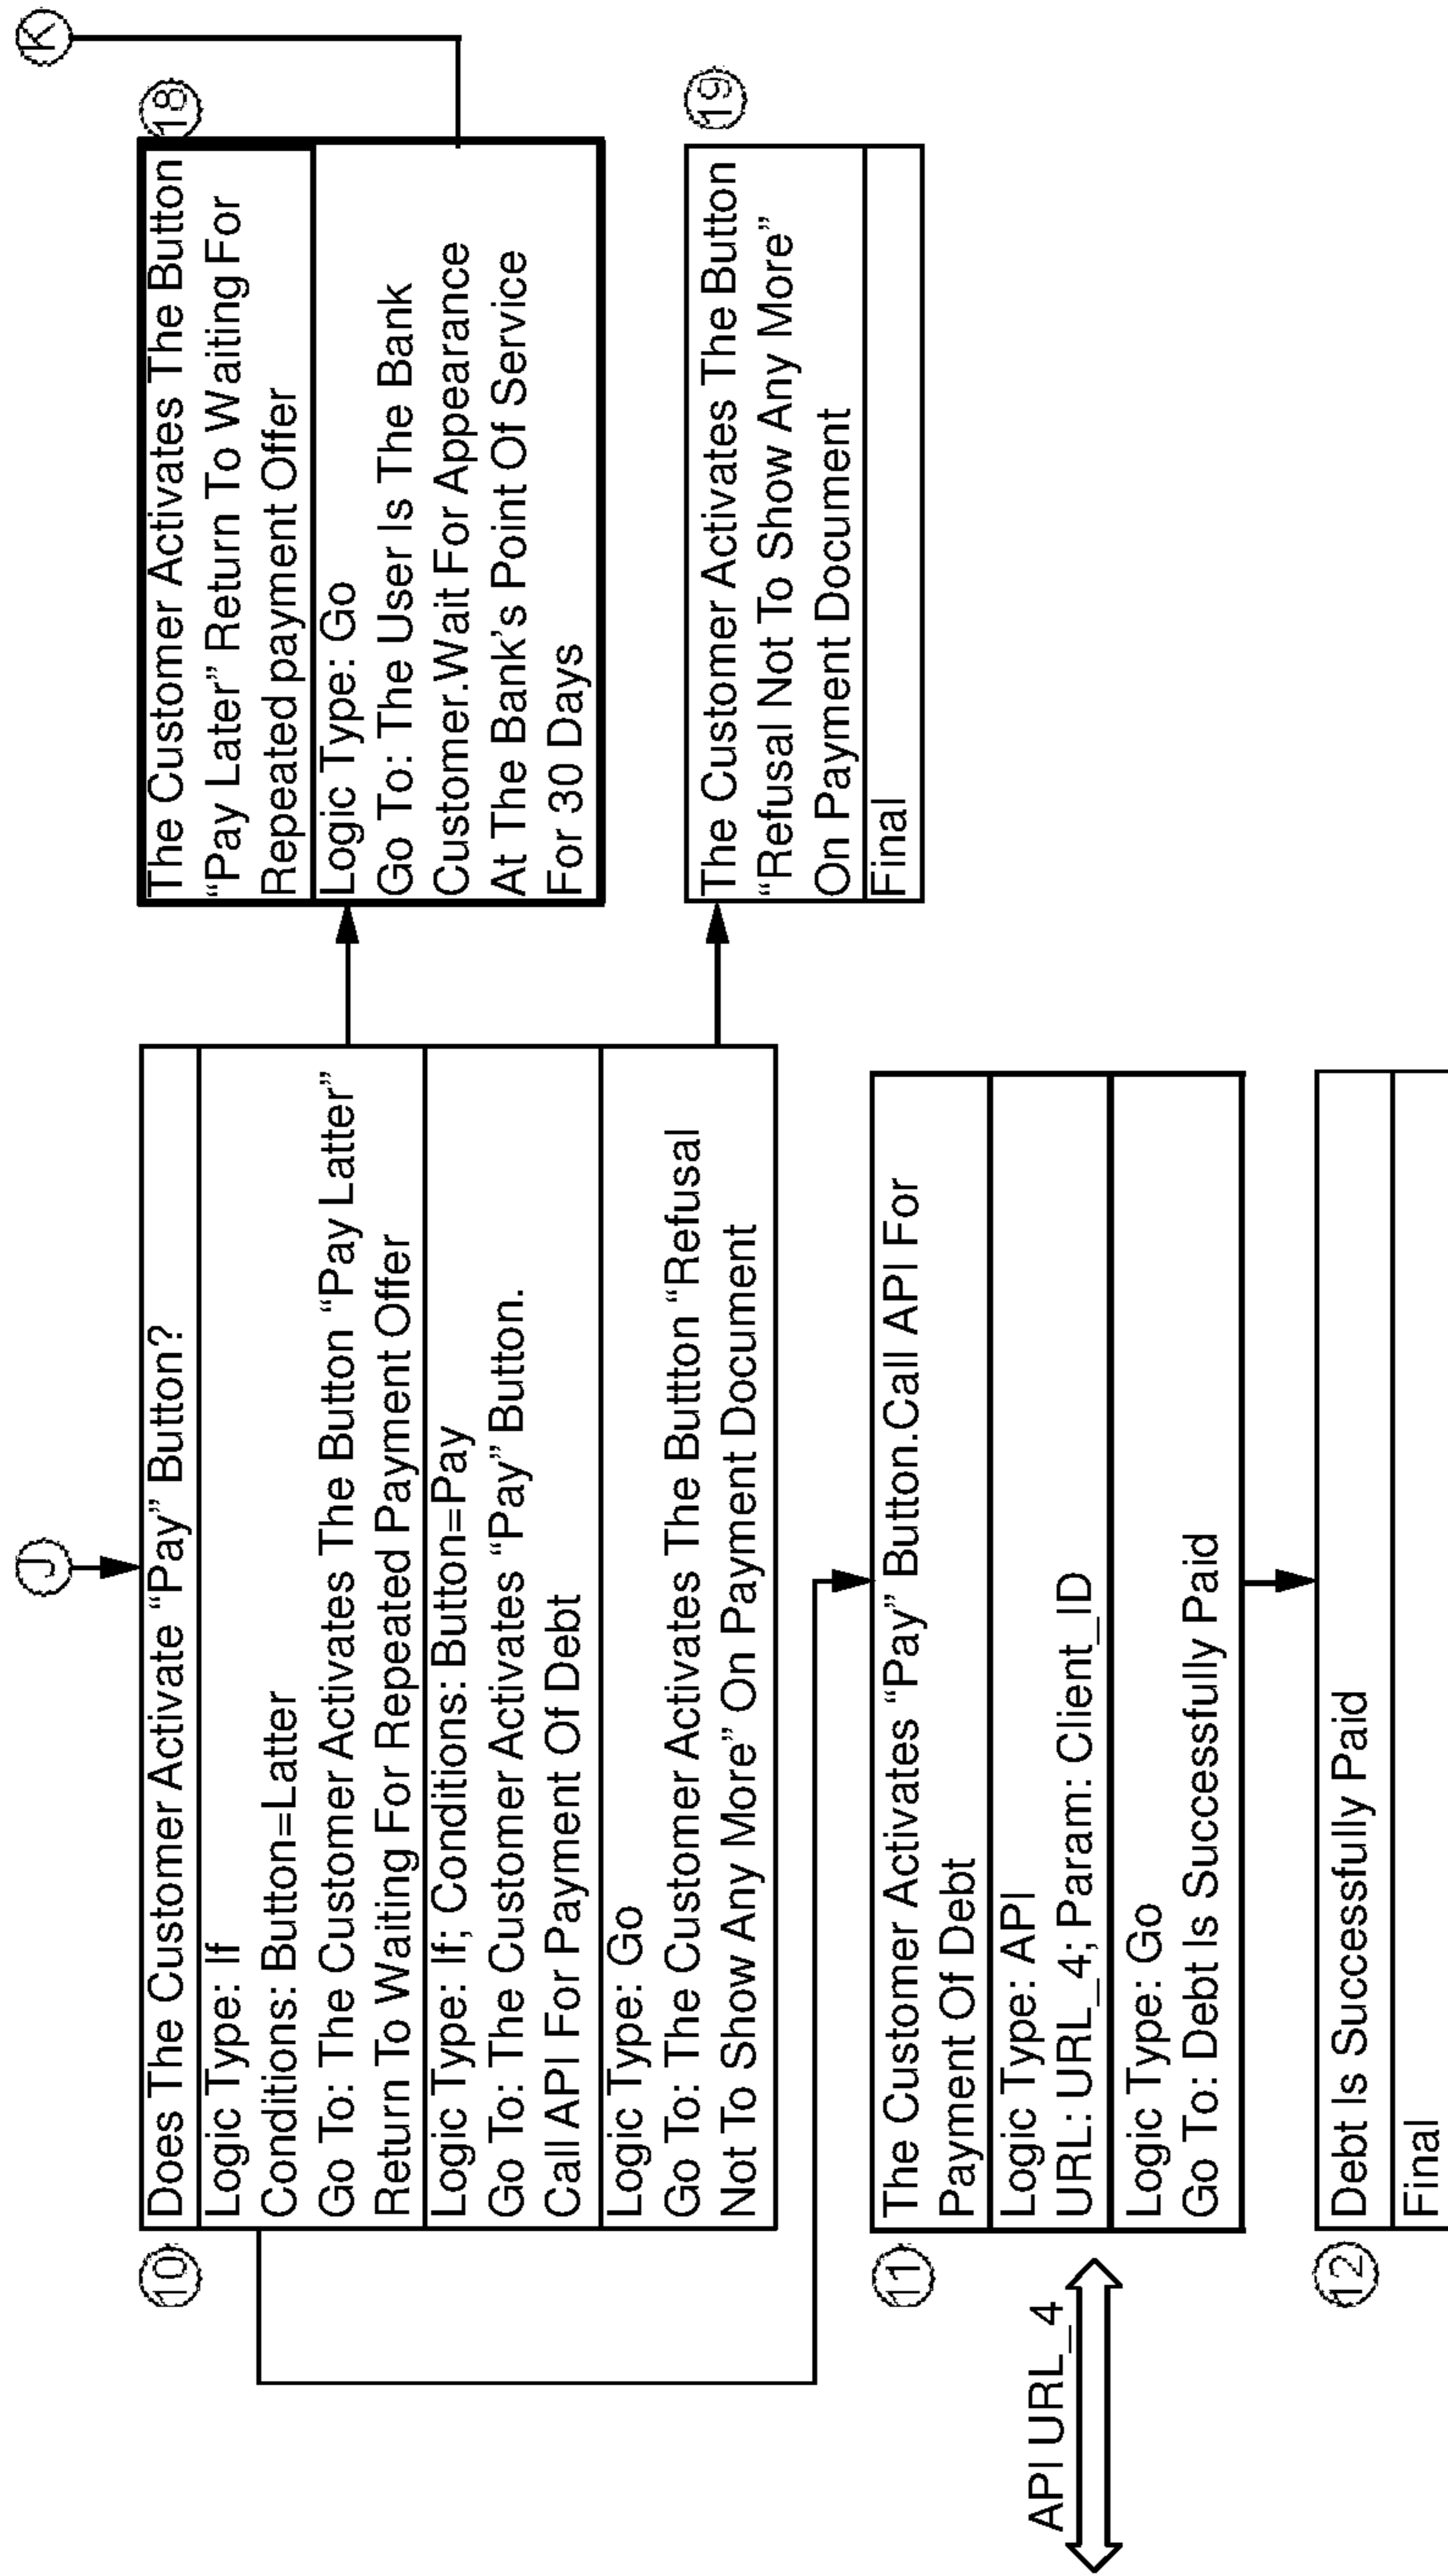 J
K
10
Does The Customer Activate “Pay” Button?
Logic Type: If
Conditions: Button=Latter
Go To: The Customer Activates The Button “Pay Latter”
Return To Waiting For Repeated Payment Offer
Logic Type: If; Conditions: Button=Pay
Go To: The Customer Activates “Pay” Button.
Call API For Payment Of Debt
Logic Type: Go
Go To: The Customer Activates The Buttton “Refusal
Not To Show Any More” On Payment Document
18
The Customer Activates The Button
“Pay Later” Return To Waiting For
Repeated payment Offer
Logic Type: Go
Go To: The User Is The Bank
Customer.Wait For Appearance
At The Bank’s Point Of Service
For 30 Days
19
The Customer Activates The Button
“Refusal Not To Show Any More”
On Payment Document
Final
11
The Customer Activates “Pay” Button.Call API For
Payment Of Debt
Logic Type: API
URL: URL_4; Param: Client_ID
Logic Type: Go
Go To: Debt Is Successfully Paid
API URL_4
12
Debt Is Successfully Paid
Final